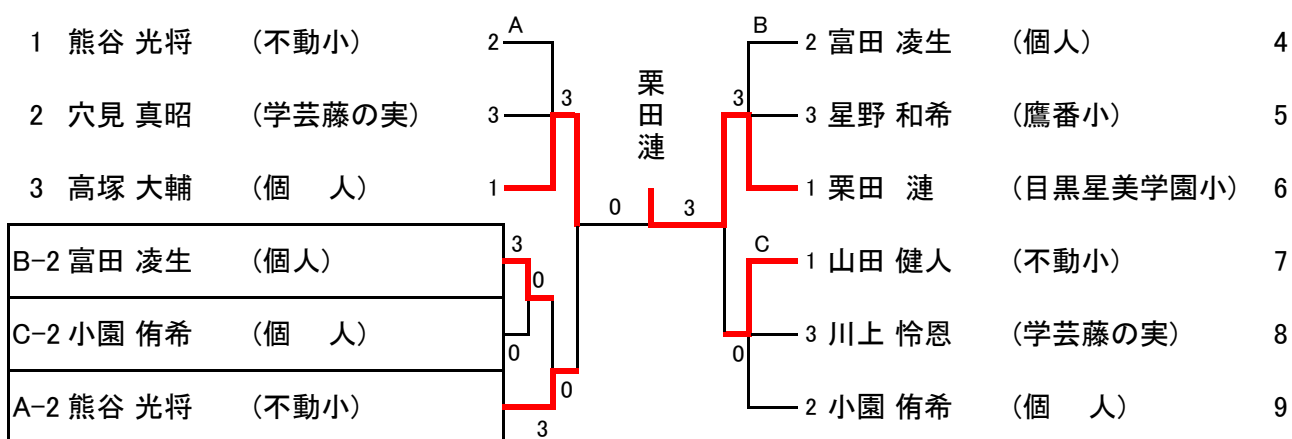 A
B
1 熊谷 光将 (不動小) 2
2 富田 凌生 (個人) 4
栗田漣
3
3
2 穴見 真昭 (学芸藤の実) 3
3 星野 和希 (鷹番小) 5
3 高塚 大輔 (個 人) 1
1 栗田 漣 (目黒星美学園小) 6
0
3
C
B-2 富田 凌生 (個人) 3
1 山田 健人 (不動小) 7
0
C-2 小園 侑希 (個 人) 0
3 川上 怜恩 (学芸藤の実) 8
0
0
A-2 熊谷 光将 (不動小) 3
2 小園 侑希 (個 人) 9